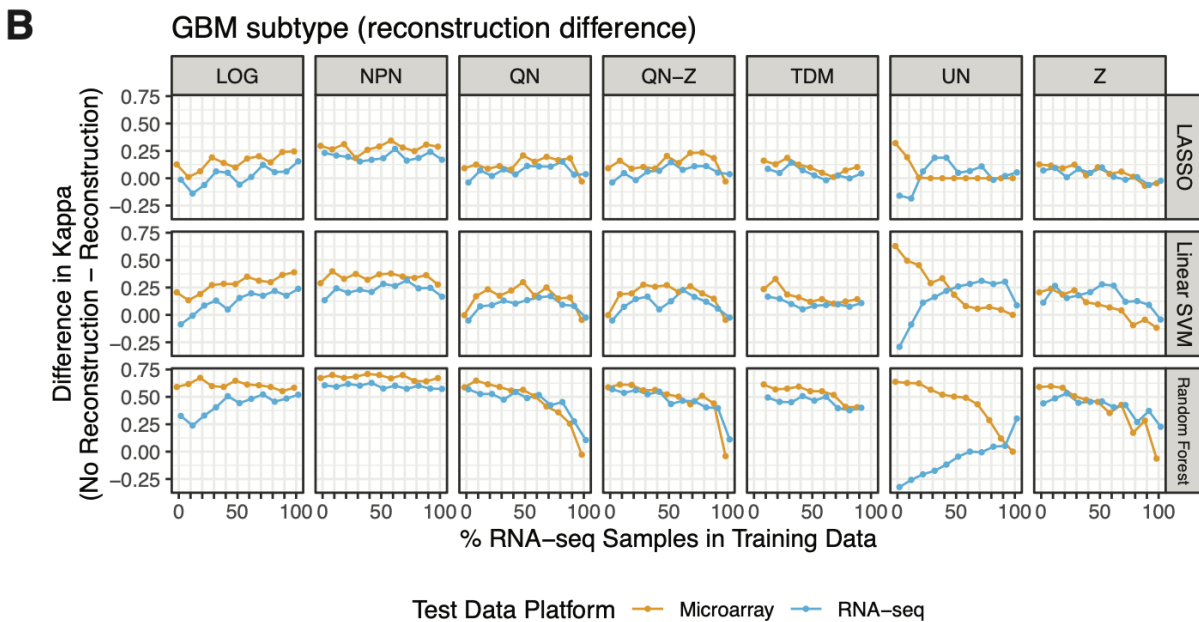 B
GBM subtype (reconstruction difference)
LOG NPN QN QN−Z TDM UN Z
Difference in Kappa
(No Reconstruction − Reconstruction)
0.75
0.50
0.25
0.00
−0.25
LASSO
0.75
0.50
0.25
0.00
−0.25
Linear SVM
0.75
0.50
0.25
0.00
−0.25
Random Forest
0 50 100 0 50 100 0 50 100 0 50 100 0 50 100 0 50 100 0 50 100
% RNA−seq Samples in Training Data
Test Data Platform Microarray RNA−seq